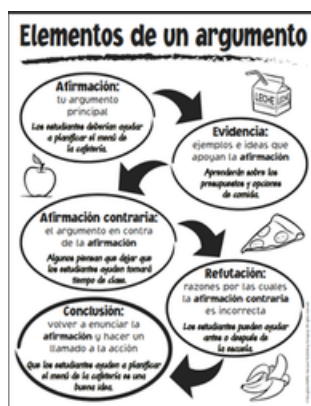 Elementos de un argumento
Afirmación:
tu argumento
principal
Los estudiantes deberían ayudar
a planificar el menú de
la cafetería.
LECHE
Evidencia:
ejemplos e ideas que
apoyan la afirmación
Aprenderán sobre los
presupuestos y opciones
de comida.
Afirmación contraria:
el argumento en contra
de la afirmación
Algunos piensan que dejar que
los estudiantes ayuden tomará
tiempo de clase.
Refutación:
razones por las cuales
la afirmación contraria
es incorrecta
Los estudiantes pueden ayudar
antes o después de
la escuela.
Conclusión:
volver a enunciar la
afirmación y hacer un
llamado a la acción
Que los estudiantes ayuden a planificar
el menú de la cafetería es una
buena idea.